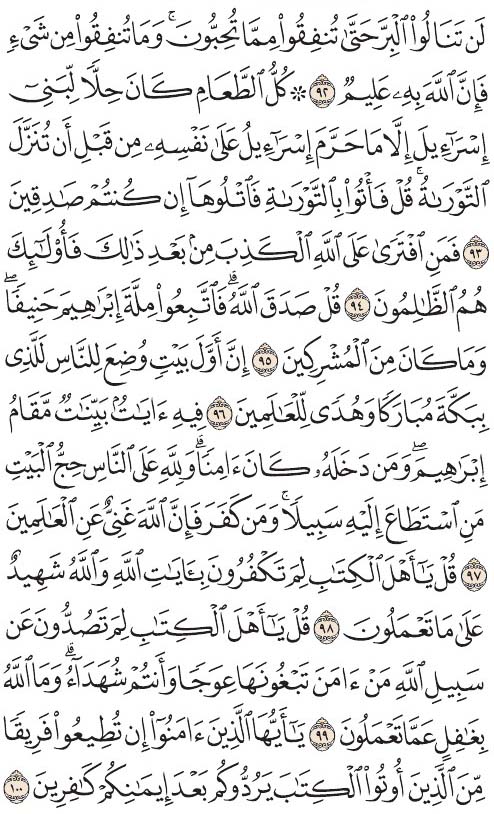 لَن تَنَالُوا۟ ٱلْبِرَّ حَتَّىٰ تُنفِقُوا۟ مِمَّا تُحِبُّونَ ۚ وَمَا تُنفِقُوا۟ مِن شَىْءٍ
فَإِنَّ ٱللَّهَ بِهِۦ عَلِيمٌ ٩٢ ۞ كُلُّ ٱلطَّعَامِ كَانَ حِلًّا لِّبَنِىٓ
إِسْرَٰٓءِيلَ إِلَّا مَا حَرَّمَ إِسْرَٰٓءِيلُ عَلَىٰ نَفْسِهِۦ مِن قَبْلِ أَن تُنَزَّلَ
ٱلتَّوْرَىٰةُ ۗ قُلْ فَأْتُوا۟ بِٱلتَّوْرَىٰةِ فَٱتْلُوهَآ إِن كُنتُمْ صَٰدِقِينَ
٩٣ فَمَنِ ٱفْتَرَىٰ عَلَى ٱللَّهِ ٱلْكَذِبَ مِنۢ بَعْدِ ذَٰلِكَ فَأُو۟لَٰٓئِكَ
هُمُ ٱلظَّٰلِمُونَ ٩٤ قُلْ صَدَقَ ٱللَّهُ ۗ فَٱتَّبِعُوا۟ مِلَّةَ إِبْرَٰهِيمَ حَنِيفًا ۖ
وَمَا كَانَ مِنَ ٱلْمُشْرِكِينَ ٩٥ إِنَّ أَوَّلَ بَيْتٍ وُضِعَ لِلنَّاسِ لَلَّذِى
بِبَكَّةَ مُبَارَكًا وَهُدًى لِّلْعَٰلَمِينَ ٩٦ فِيهِ ءَايَٰتٌۢ بَيِّنَٰتٌ مَّقَامُ
إِبْرَٰهِيمَ ۖ وَمَن دَخَلَهُۥ كَانَ ءَامِنًا ۗ وَلِلَّهِ عَلَى ٱلنَّاسِ حِجُّ ٱلْبَيْتِ
مَنِ ٱسْتَطَاعَ إِلَيْهِ سَبِيلًا ۚ وَمَن كَفَرَ فَإِنَّ ٱللَّهَ غَنِىٌّ عَنِ ٱلْعَٰلَمِينَ
٩٧ قُلْ يَٰٓأَهْلَ ٱلْكِتَٰبِ لِمَ تَكْفُرُونَ بِـَٔايَٰتِ ٱللَّهِ وَٱللَّهُ شَهِيدٌ
عَلَىٰ مَا تَعْمَلُونَ ٩٨ قُلْ يَٰٓأَهْلَ ٱلْكِتَٰبِ لِمَ تَصُدُّونَ عَن
سَبِيلِ ٱللَّهِ مَنْ ءَامَنَ تَبْغُونَهَا عِوَجًا وَأَنتُمْ شُهَدَآءُ ۗ وَمَا ٱللَّهُ
بِغَٰفِلٍ عَمَّا تَعْمَلُونَ ٩٩ يَٰٓأَيُّهَا ٱلَّذِينَ ءَامَنُوٓا۟ إِن تُطِيعُوا۟ فَرِيقًا
مِّنَ ٱلَّذِينَ أُوتُوا۟ ٱلْكِتَٰبَ يَرُدُّوكُم بَعْدَ إِيمَٰنِكُمْ كَٰفِرِينَ ١٠٠